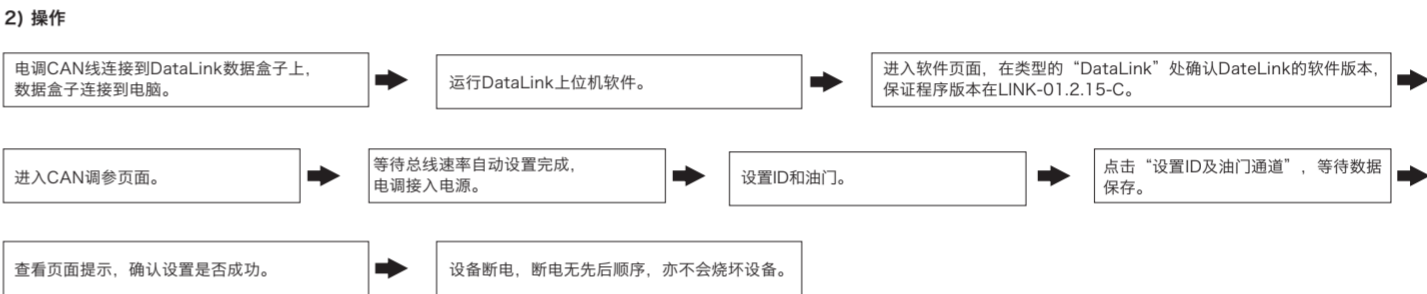 2) 操作
电调CAN线连接到DataLink数据盒子上,
数据盒子连接到电脑。
运行DataLink上位机软件。
进入软件页面，在类型的“DataLink”处确认DateLink的软件版本,
保证程序版本在LINK-01.2.15-C。
进入CAN调参页面。
等待总线速率自动设置完成,
电调接入电源。
设置ID和油门。
点击“设置ID及油门通道”，等待数据
保存。
查看页面提示，确认设置是否成功。
设备断电，断电无先后顺序，亦不会烧坏设备。